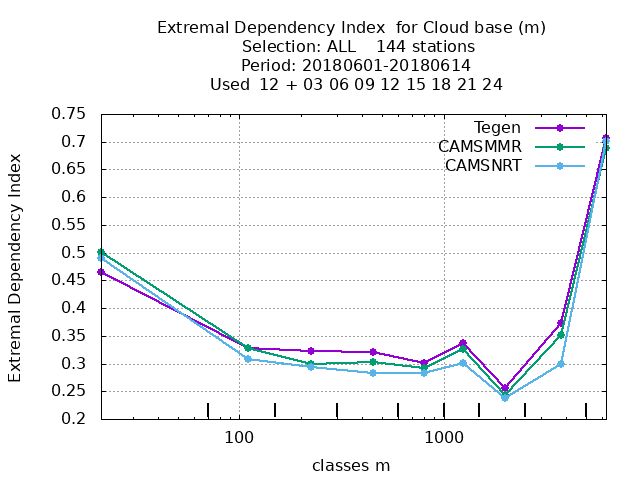 Extremal Dependency Index  for Cloud base (m)
Selection: ALL    144 stations
Period: 20180601-20180614
Used  12 + 03 06 09 12 15 18 21 24
Tegen
CAMSMMR
CAMSNRT
Extremal Dependency Index
0.75
0.7
0.65
0.6
0.55
0.5
0.45
0.4
0.35
0.3
0.25
0.2
100
1000
classes m